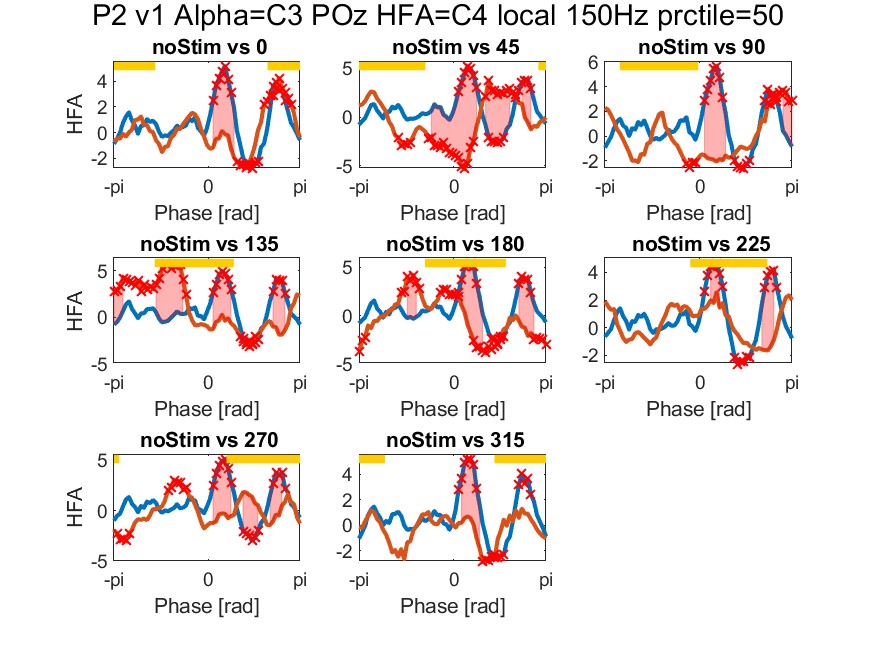 P2 v1 Alpha=C3 POz HFA=C4 local 150Hz prctile=50
noStim vs 0
noStim vs 45
noStim vs 90
HFA
4
2
0
-2
5
0
-5
6
4
2
0
-2
-pi 0 pi
-pi 0 pi
-pi 0 pi
Phase [rad]
Phase [rad]
Phase [rad]
noStim vs 135
noStim vs 180
noStim vs 225
HFA
5
0
-5
5
0
-5
4
2
0
-2
-pi 0 pi
-pi 0 pi
-pi 0 pi
Phase [rad]
Phase [rad]
Phase [rad]
noStim vs 270
noStim vs 315
HFA
5
0
-5
4
2
0
-2
-pi 0 pi
-pi 0 pi
Phase [rad]
Phase [rad]